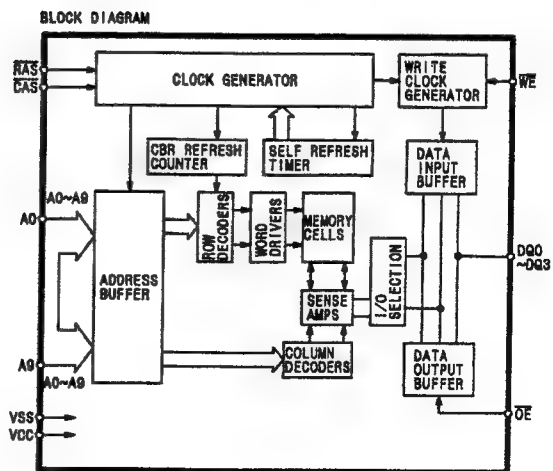 BLOCK DIAGRAM
RAS
CAS
CLOCK GENERATOR
WRITE
CLOCK
GENERATOR
WE
CBR REFRESH
COUNTER
SELF REFRESH
TIMER
DATA
INPUT
BUFFER
A0~A9
A0
ADDRESS
BUFFER
ROW
DECODERS
WORD
DRIVERS
MEMORY
CELLS
I/O
SELECTION
DQ0
~DQ3
SENSE
AMPS
COLUMN
DECODERS
DATA
OUTPUT
BUFFER
A9
A0~A9
OE
VSS
VCC